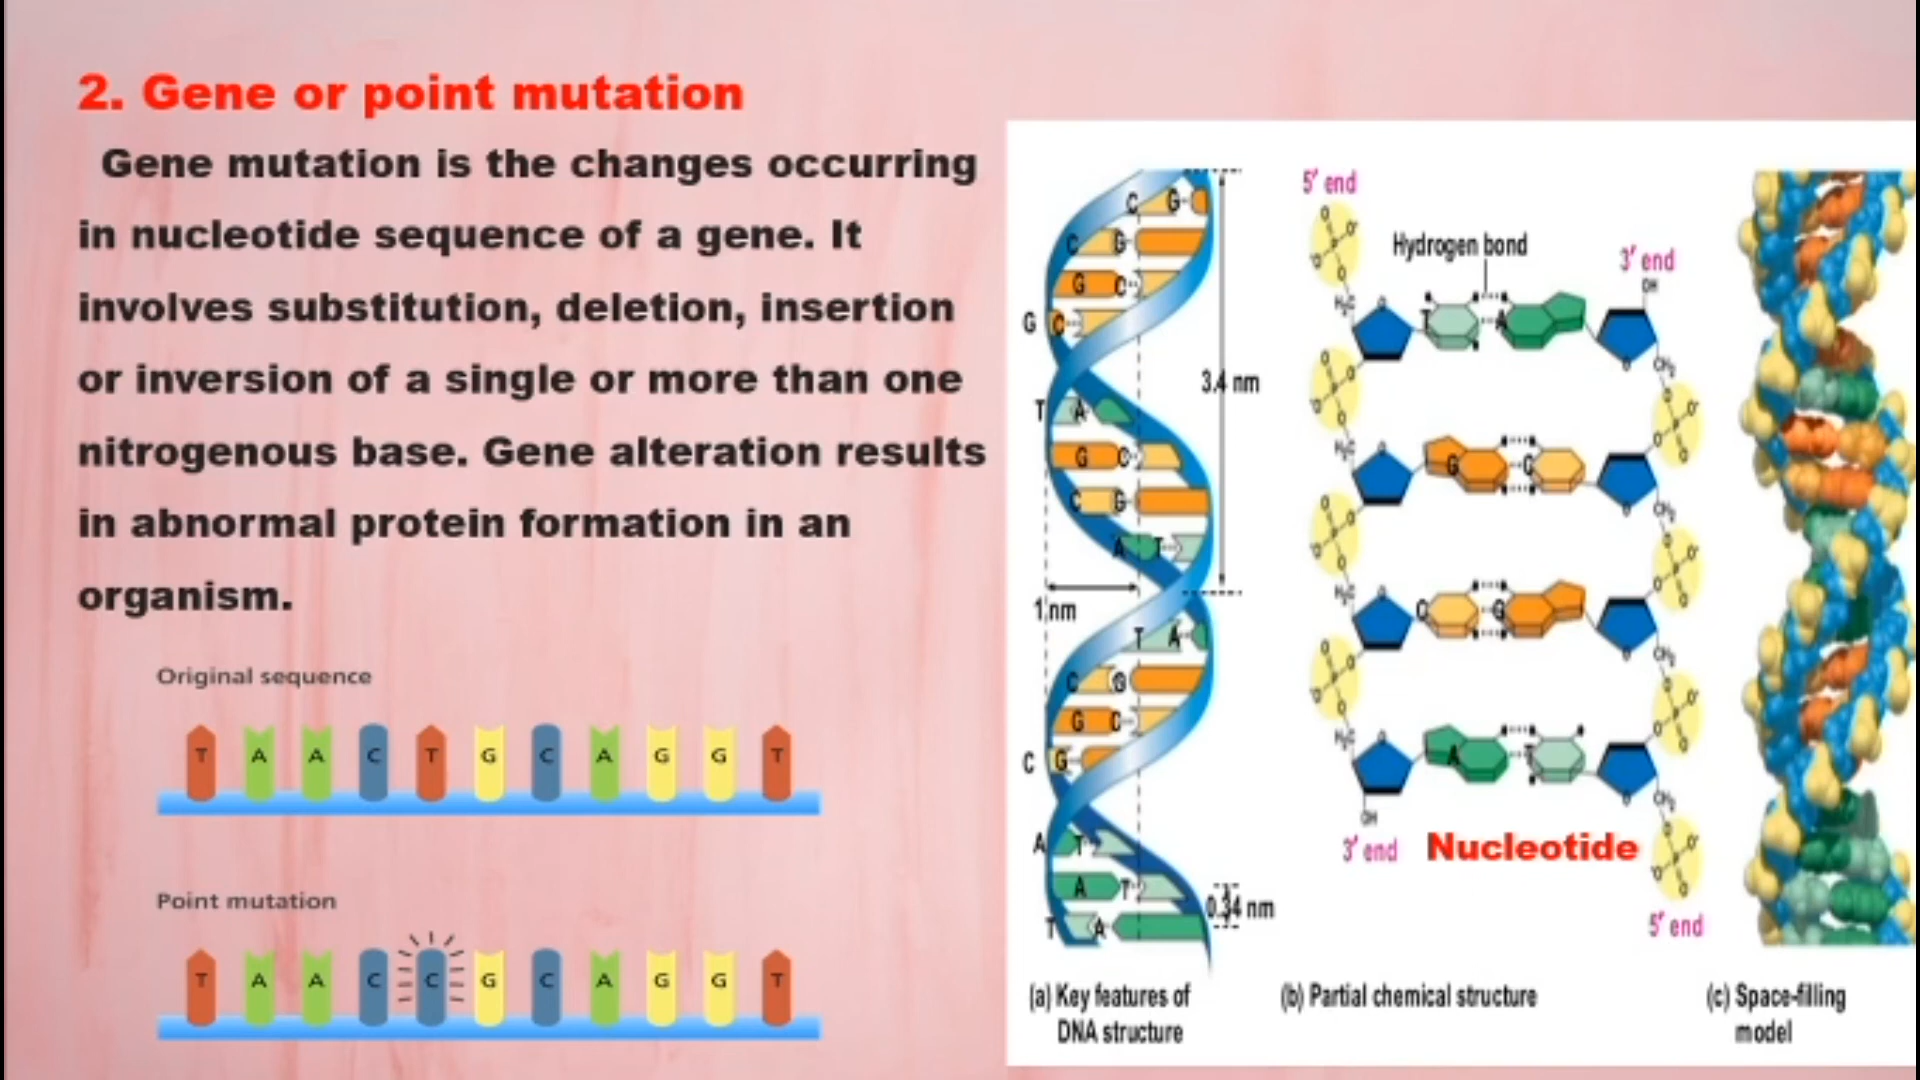 2. Gene or point mutation
Gene mutation is the changes occurring
in nucleotide sequence of a gene. It
involves substitution, deletion, insertion
or inversion of a single or more than one
nitrogenous base. Gene alteration results
in abnormal protein formation in an
organism.
Original sequence
T A A C T G C A G G T
Point mutation
T A A C C G C A G G T
C G
C G
G C
G C
T A
G C
C G
A T
T A
C G
G C
C G
A T
A T
T A
3.4 nm
1 nm
0.34 nm
(a) Key features of
DNA structure
5' end
Hydrogen bond
3' end
T A
G C
C G
A T
OH
OH
3' end
Nucleotide
5' end
(b) Partial chemical structure
(c) Space-filling
model